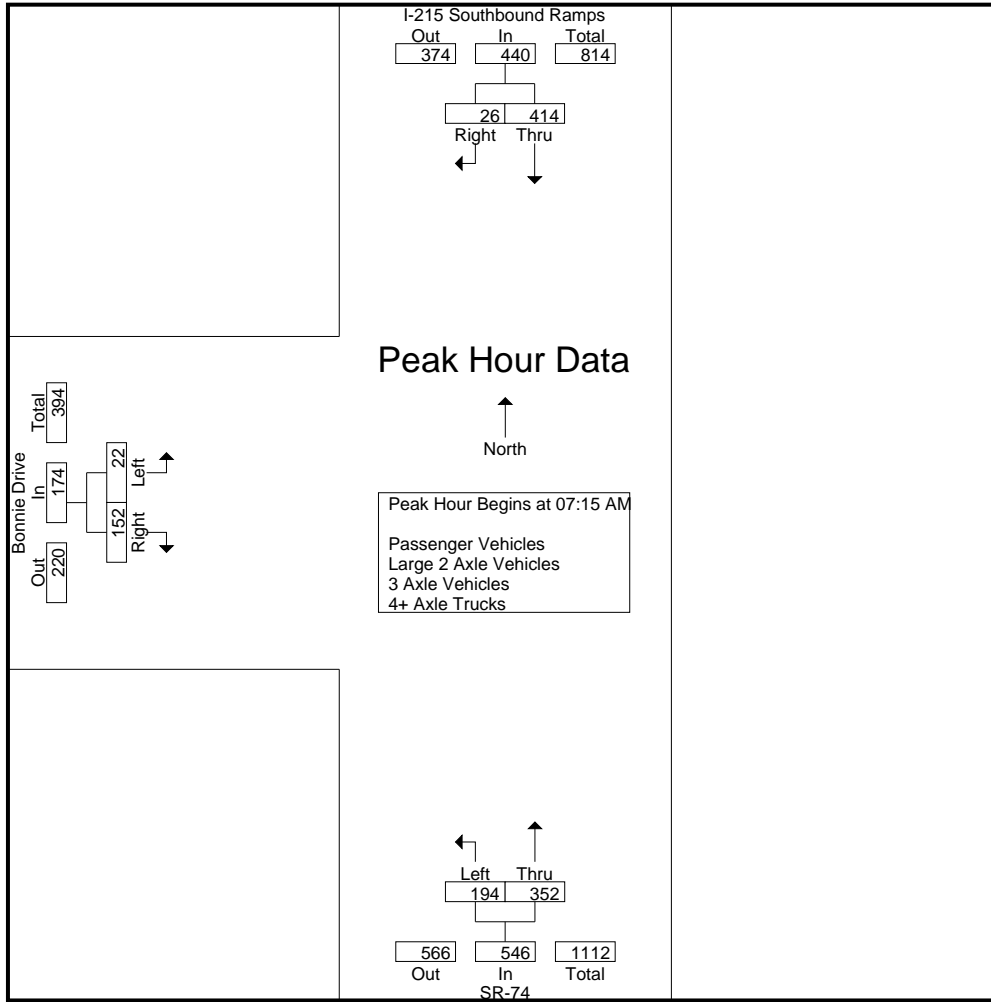 I-215 Southbound Ramps
Out In Total
374 440 814
26 414
Right Thru
Peak Hour Data
North
Peak Hour Begins at 07:15 AM
Passenger Vehicles
Large 2 Axle Vehicles
3 Axle Vehicles
4+ Axle Trucks
Bonnie Drive
Out In Total
220 174 394
152 22
Right Left
Left Thru
194 352
566 546 1112
Out In Total
SR-74